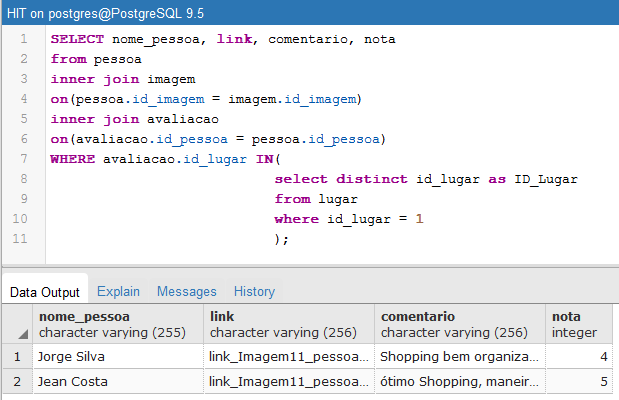 HIT on postgres@PostgreSQL 9.5
1 SELECT nome_pessoa, link, comentario, nota
2 from pessoa
3 inner join imagem
4 on(pessoa.id_imagem = imagem.id_imagem)
5 inner join avaliacao
6 on(avaliacao.id_pessoa = pessoa.id_pessoa)
7 WHERE avaliacao.id_lugar IN(
8 select distinct id_lugar as ID_Lugar
9 from lugar
10 where id_lugar = 1
11 );
Data Output Explain Messages History
nome_pessoa link comentario nota
character varying (255) character varying (256) character varying (256) integer
1 Jorge Silva link_Imagem11_pessoa... Shopping bem organiza... 4
2 Jean Costa link_Imagem11_pessoa... ótimo Shopping, maneir... 5